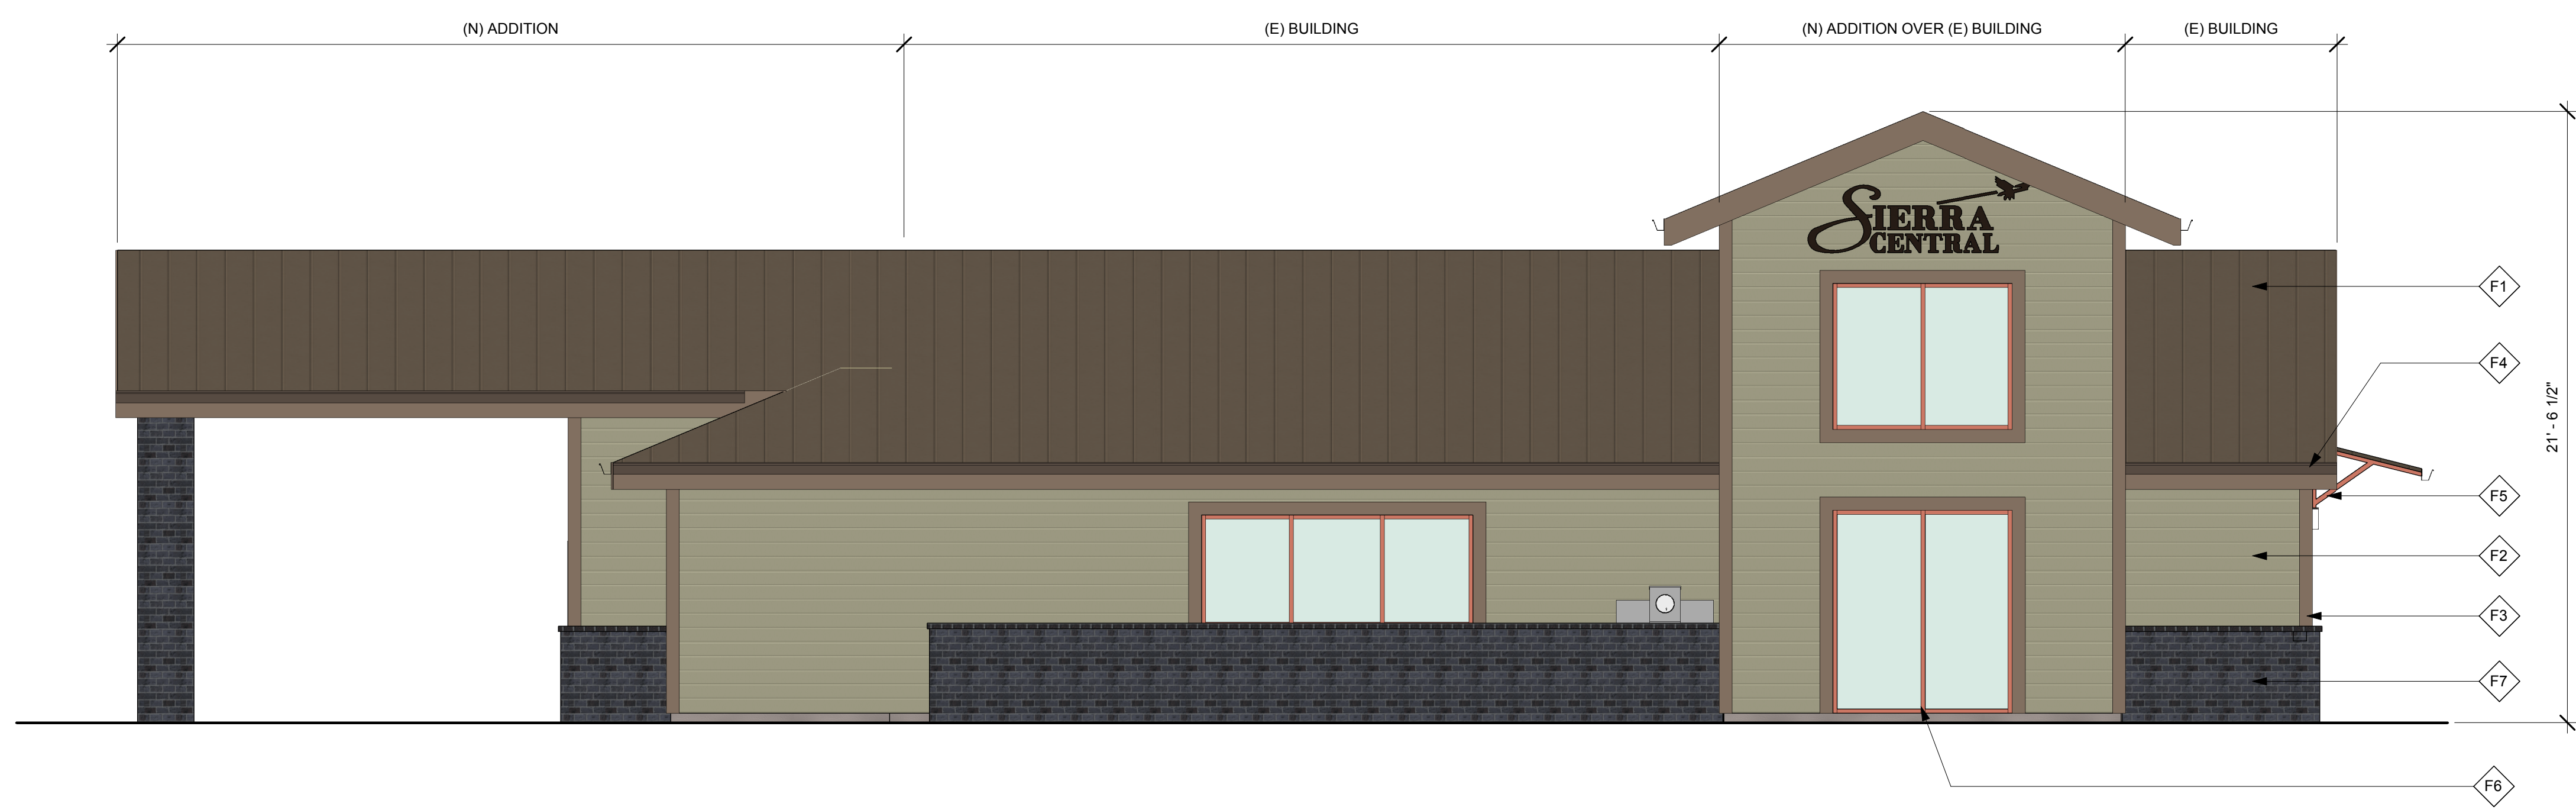 (N) ADDITION
(E) BUILDING
(N) ADDITION OVER (E) BUILDING
(E) BUILDING
SIERRA
CENTRAL
F1
F4
21' - 6 1/2"
F5
F2
F3
F7
F6